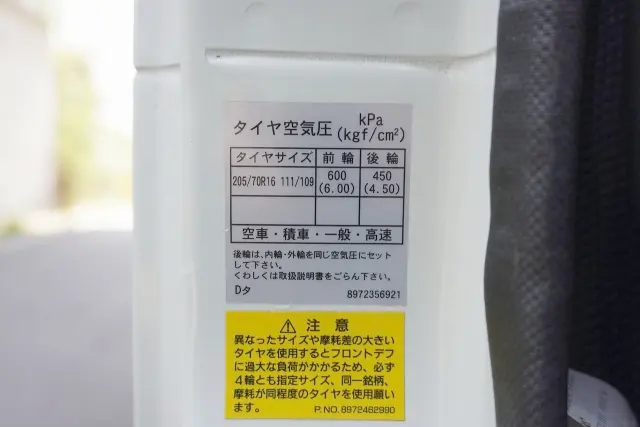 タイヤ空気圧 kPa (kgf/cm²)
タイヤサイズ 前輪 後輪
205/70R16 111/109 600 (6.00) 450 (4.50)
空車・積車・一般・高速
後輪は、内輪・外輪を同じ空気圧にセット
して下さい。
くわしくは取扱説明書をごらん下さい。
Dタ 8972356921
⚠ 注意
異なったサイズや摩耗差の大きい
タイヤを使用するとフロントデフ
に過大な負荷がかかるため、必ず
4輪とも指定サイズ、同一銘柄、
摩耗が同程度のタイヤを使用願い
ます。 P.NO. 8972462990